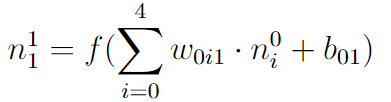 $n_1^1 = f(\sum_{i=0}^{4} w_{0i1} \cdot n_i^0 + b_{01})$